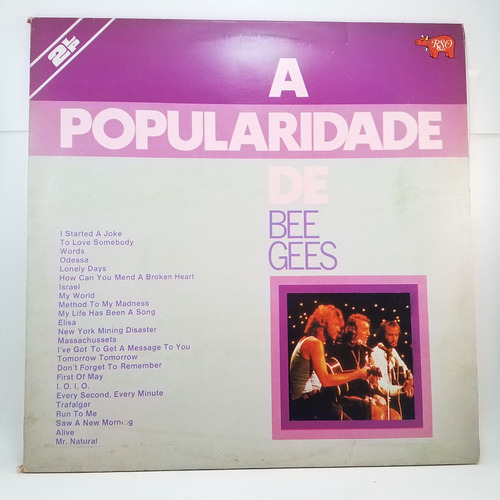 2LP
RSO
A
POPULARIDADE
DE
BEE
GEES
I Started A Joke
To Love Somebody
Words
Odessa
Lonely Days
How Can You Mend A Broken Heart
Israel
My World
Method To My Madness
My Life Has Been A Song
Elisa
New York Mining Disaster
Massachussets
I've Got To Get A Message To You
Tomorrow Tomorrow
Don't Forget To Remember
First Of May
I. O. I. O.
Every Second, Every Minute
Trafalgar
Run To Me
Saw A New Morning
Alive
Mr. Natural